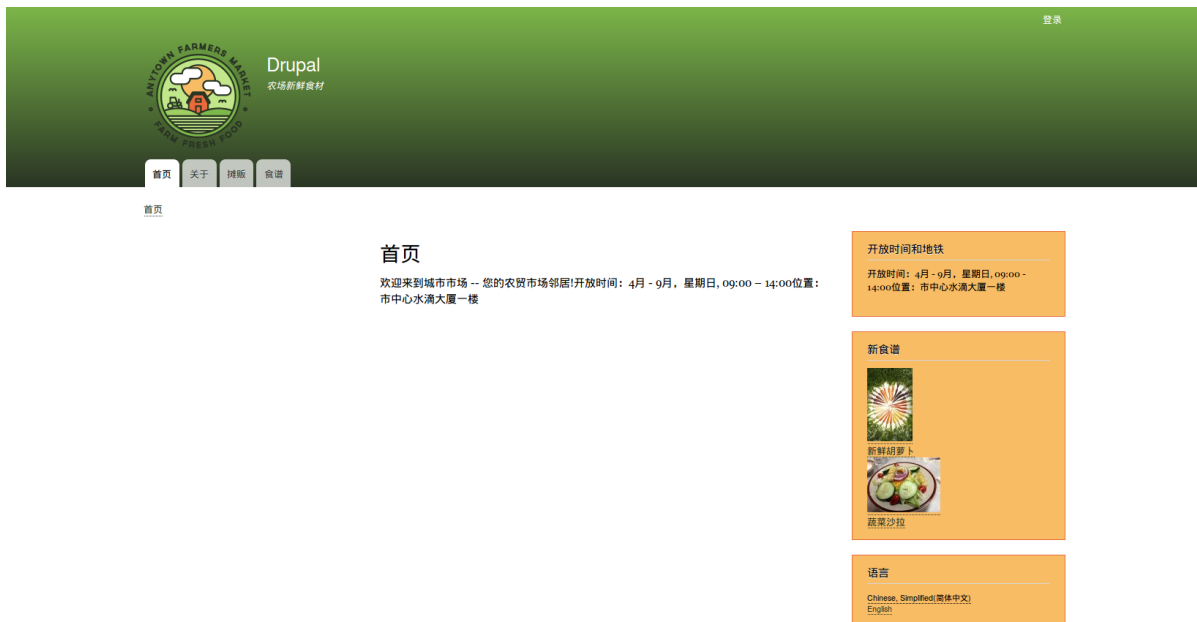 登录
ANYTOWN FARMERS MARKET
FARM FRESH FOOD
Drupal
农场新鲜食材
首页 关于 摊贩 食谱
首页
首页
欢迎来到城市市场 -- 您的农贸市场邻居!开放时间：4月 - 9月，星期日, 09:00 – 14:00位置：
市中心水滴大厦一楼
开放时间和地铁
开放时间：4月 - 9月，星期日, 09:00 -
14:00位置：市中心水滴大厦一楼
新食谱
新鲜胡萝卜
蔬菜沙拉
语言
Chinese, Simplified(简体中文)
English